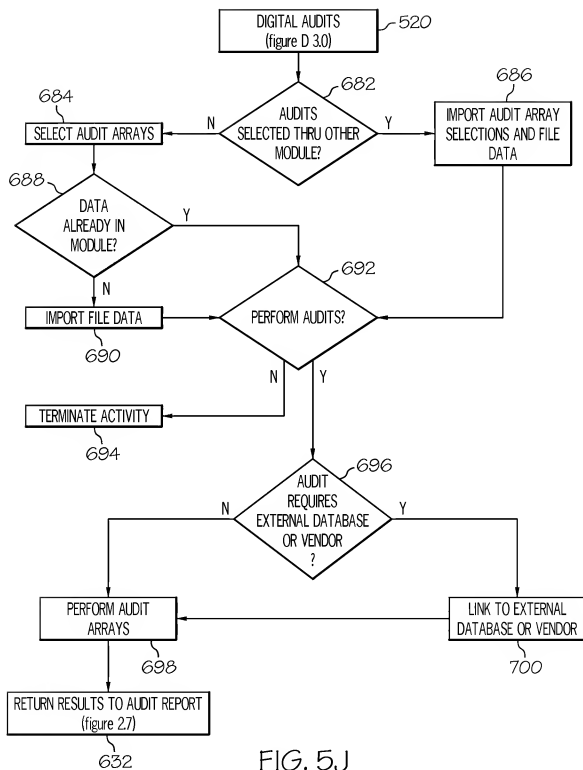 DIGITAL AUDITS
(figure D 3.0)
520
682
AUDITS
SELECTED THRU OTHER
MODULE?
N
Y
684
SELECT AUDIT ARRAYS
686
IMPORT AUDIT ARRAY
SELECTIONS AND FILE
DATA
688
DATA
ALREADY IN
MODULE?
Y
N
692
PERFORM AUDITS?
IMPORT FILE DATA
690
N
Y
TERMINATE ACTIVITY
694
696
AUDIT
REQUIRES
EXTERNAL DATABASE
OR VENDOR
?
N
Y
PERFORM AUDIT
ARRAYS
698
LINK TO EXTERNAL
DATABASE OR VENDOR
700
RETURN RESULTS TO AUDIT REPORT
(figure 2.7)
632
FIG. 5J